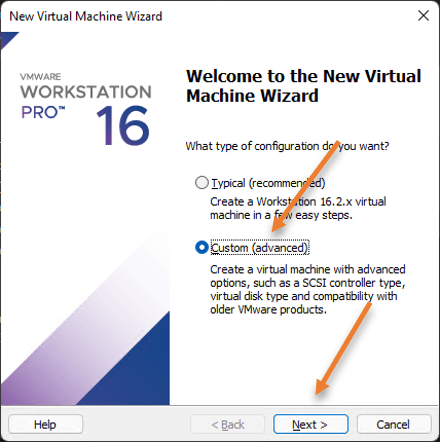 New Virtual Machine Wizard
VMWARE
WORKSTATION
PRO™ 16
Welcome to the New Virtual
Machine Wizard
What type of configuration do you want?
Typical (recommended)
Create a Workstation 16.2.x virtual
machine in a few easy steps.
Custom (advanced)
Create a virtual machine with advanced
options, such as a SCSI controller type,
virtual disk type and compatibility with
older VMware products.
Help
< Back
Next >
Cancel